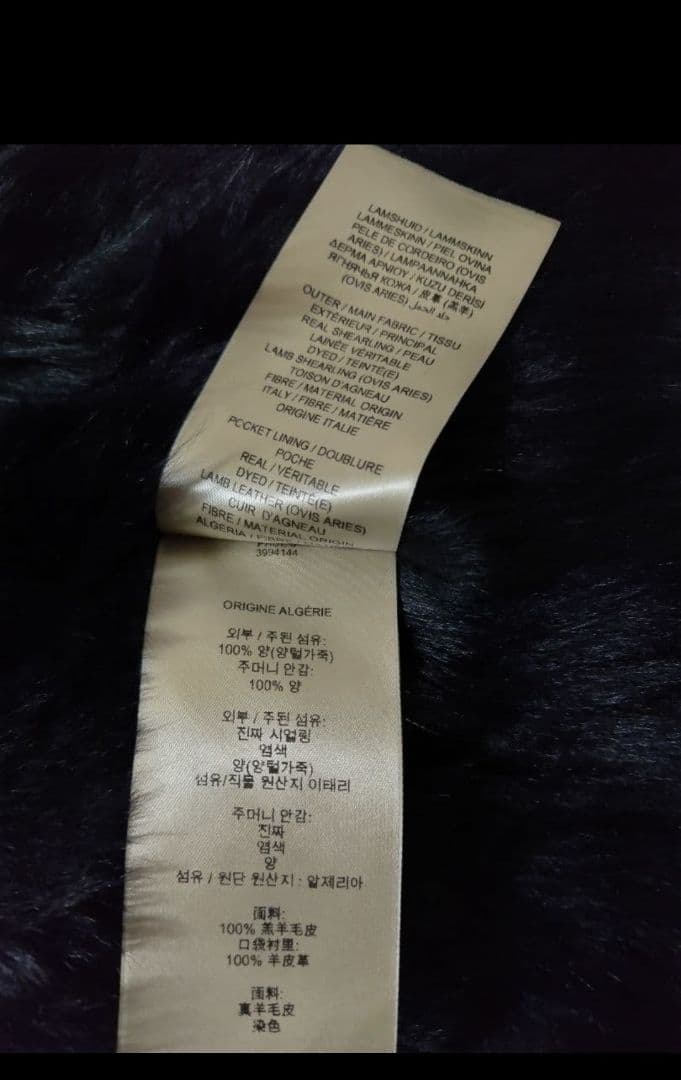 LAMSHUID / LAMMSKINN
LAMMESKINN / PIEL OVINA
PELE DE CORDEIRO (OVIS
ARIES) / LAMPAANNAHKA
ΔΕΡΜΑ ΑΡΝΙΟΥ / KUZU DERİSİ
ЯГНЯЧЬЯ КОЖА / 皮革 (羔羊)
(OVIS ARIES) جلد الحمل
OUTER / MAIN FABRIC / TISSU
EXTÉRIEUR / PRINCIPAL
REAL SHEARLING / PEAU
LAINÉE VÉRITABLE
DYED / TEINTÉ(E)
LAMB SHEARLING (OVIS ARIES)
TOISON D'AGNEAU
FIBRE / MATERIAL ORIGIN
ITALY / FIBRE / MATIÈRE
ORIGINE ITALIE
POCKET LINING / DOUBLURE
POCHE
REAL / VÉRITABLE
DYED / TEINTÉ(E)
LAMB LEATHER (OVIS ARIES)
CUIR D'AGNEAU
FIBRE / MATERIAL ORIGIN
ALGERIA /
3994144
ORIGINE ALGÉRIE
외부 / 주된 섬유:
100% 양(양털가죽)
주머니 안감:
100% 양
외부 / 주된 섬유:
진짜 시얼링
염색
양(양털가죽)
섬유/직물 원산지 이태리
주머니 안감:
진짜
염색
양
섬유 / 원단 원산지 : 알제리아
面料:
100% 羔羊毛皮
口袋衬里:
100% 羊皮革
面料:
真羊毛皮
染色